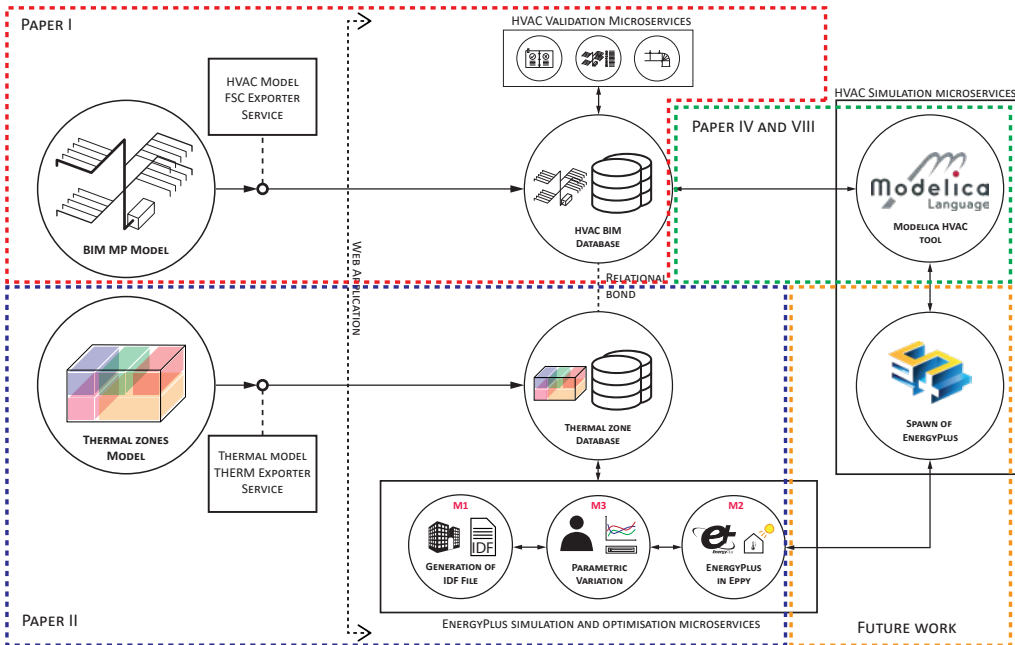 Paper I
HVAC Validation Microservices
HVAC Model
FSC Exporter
Service
BIM MP Model
HVAC BIM
Database
HVAC Simulation microservices
Paper IV and VIII
Modelica
Language
Modelica HVAC
tool
Web Application
Relational
bond
Thermal zones
Model
Thermal model
THERM Exporter
Service
Thermal zone
Database
Spawn of
EnergyPlus
M1
IDF
Generation of
IDF File
M3
Parametric
Variation
M2
e+
EnergyPlus
EnergyPlus
in Eppy
EnergyPlus simulation and optimisation microservices
Paper II
Future work